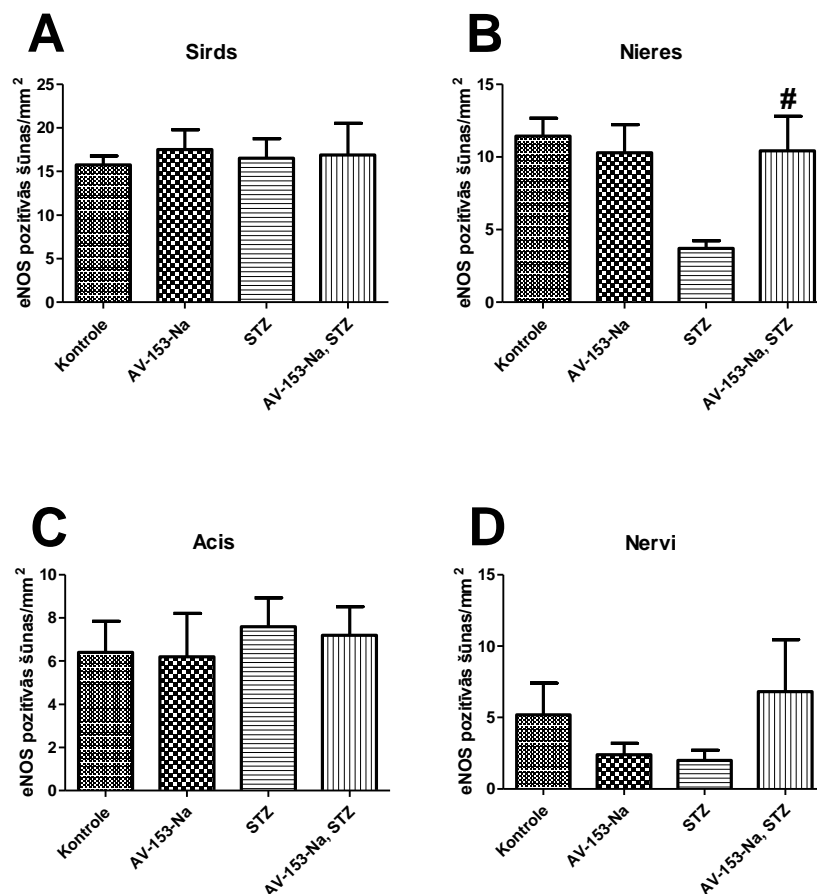 A
Sirds
eNOS pozitīvās šūnas/mm²
25
20
15
10
5
0
Kontrole
AV-153-Na
STZ
AV-153-Na, STZ
B
Nieres
eNOS pozitīvās šūnas/mm²
15
10
5
0
#
Kontrole
AV-153-Na
STZ
AV-153-Na, STZ
C
Acis
eNOS pozitīvās šūnas/mm²
10
8
6
4
2
0
Kontrole
AV-153-Na
STZ
AV-153-Na, STZ
D
Nervi
eNOS pozitīvās šūnas/mm²
15
10
5
0
Kontrole
AV-153-Na
STZ
AV-153-Na, STZ